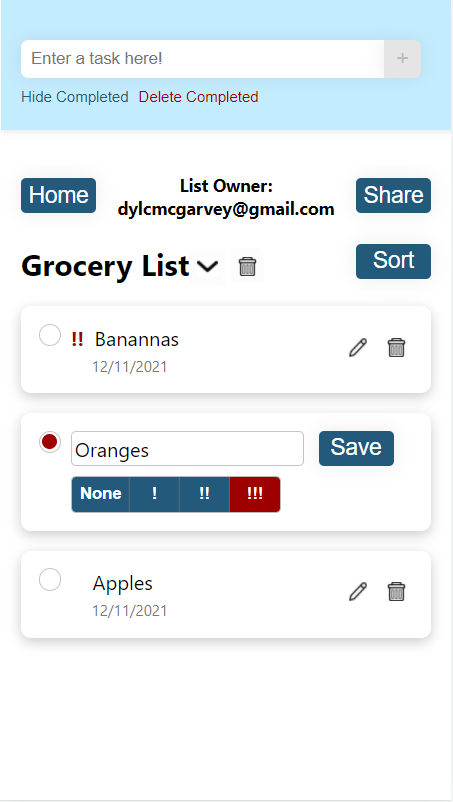 Enter a task here! +
Hide Completed Delete Completed
Home List Owner: Share
dylcmcgarvey@gmail.com
Grocery List Sort
!! Banannas
12/11/2021
Oranges Save
None ! !! !!!
Apples
12/11/2021